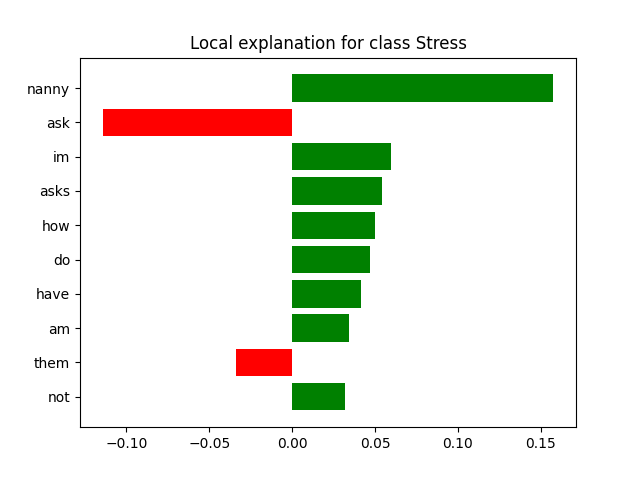 Local explanation for class Stress
nanny
ask
im
asks
how
do
have
am
them
not
−0.10 −0.05 0.00 0.05 0.10 0.15